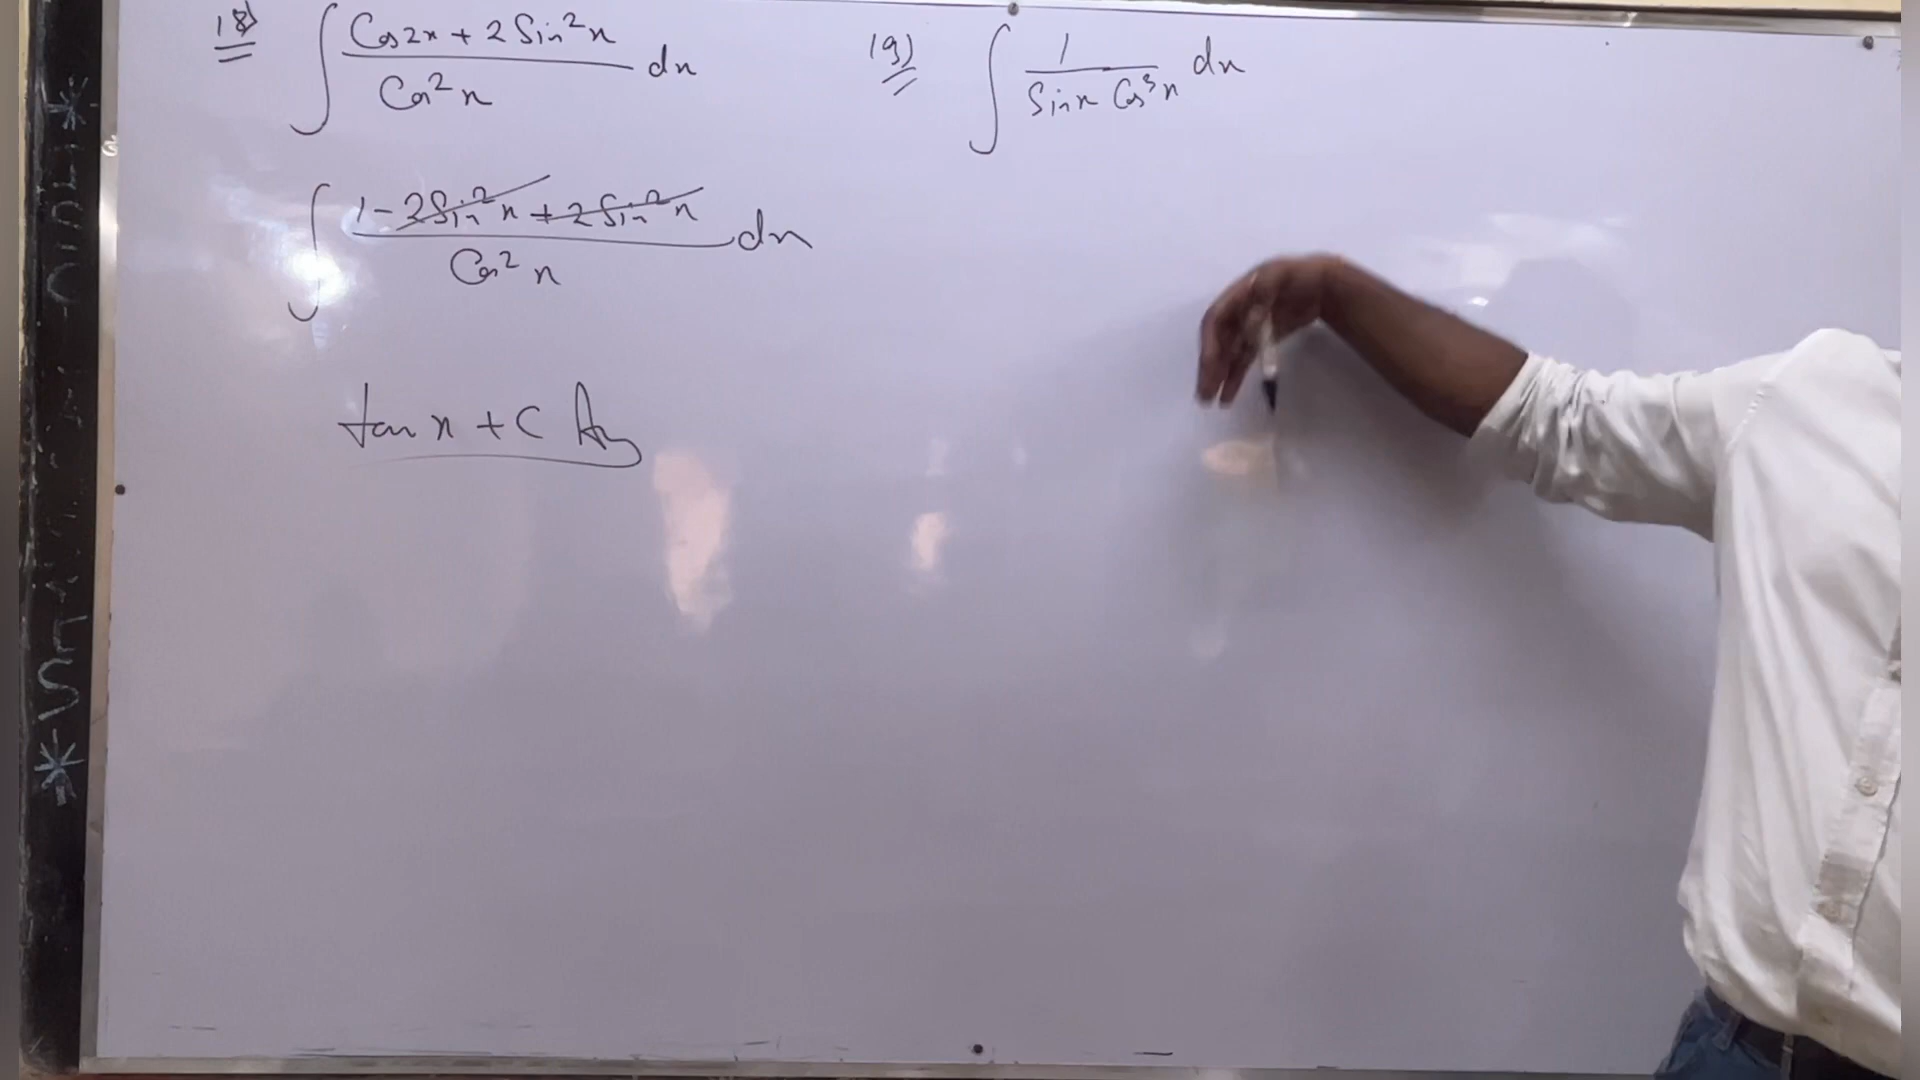 18) ∫ (Cos2x + 2Sin²x)/(Cos²x) dx
∫ (1 - 2Sin²x + 2Sin²x)/(Cos²x) dx
tan x + C Ans
19) ∫ 1/(Sinx Cos³x) dx